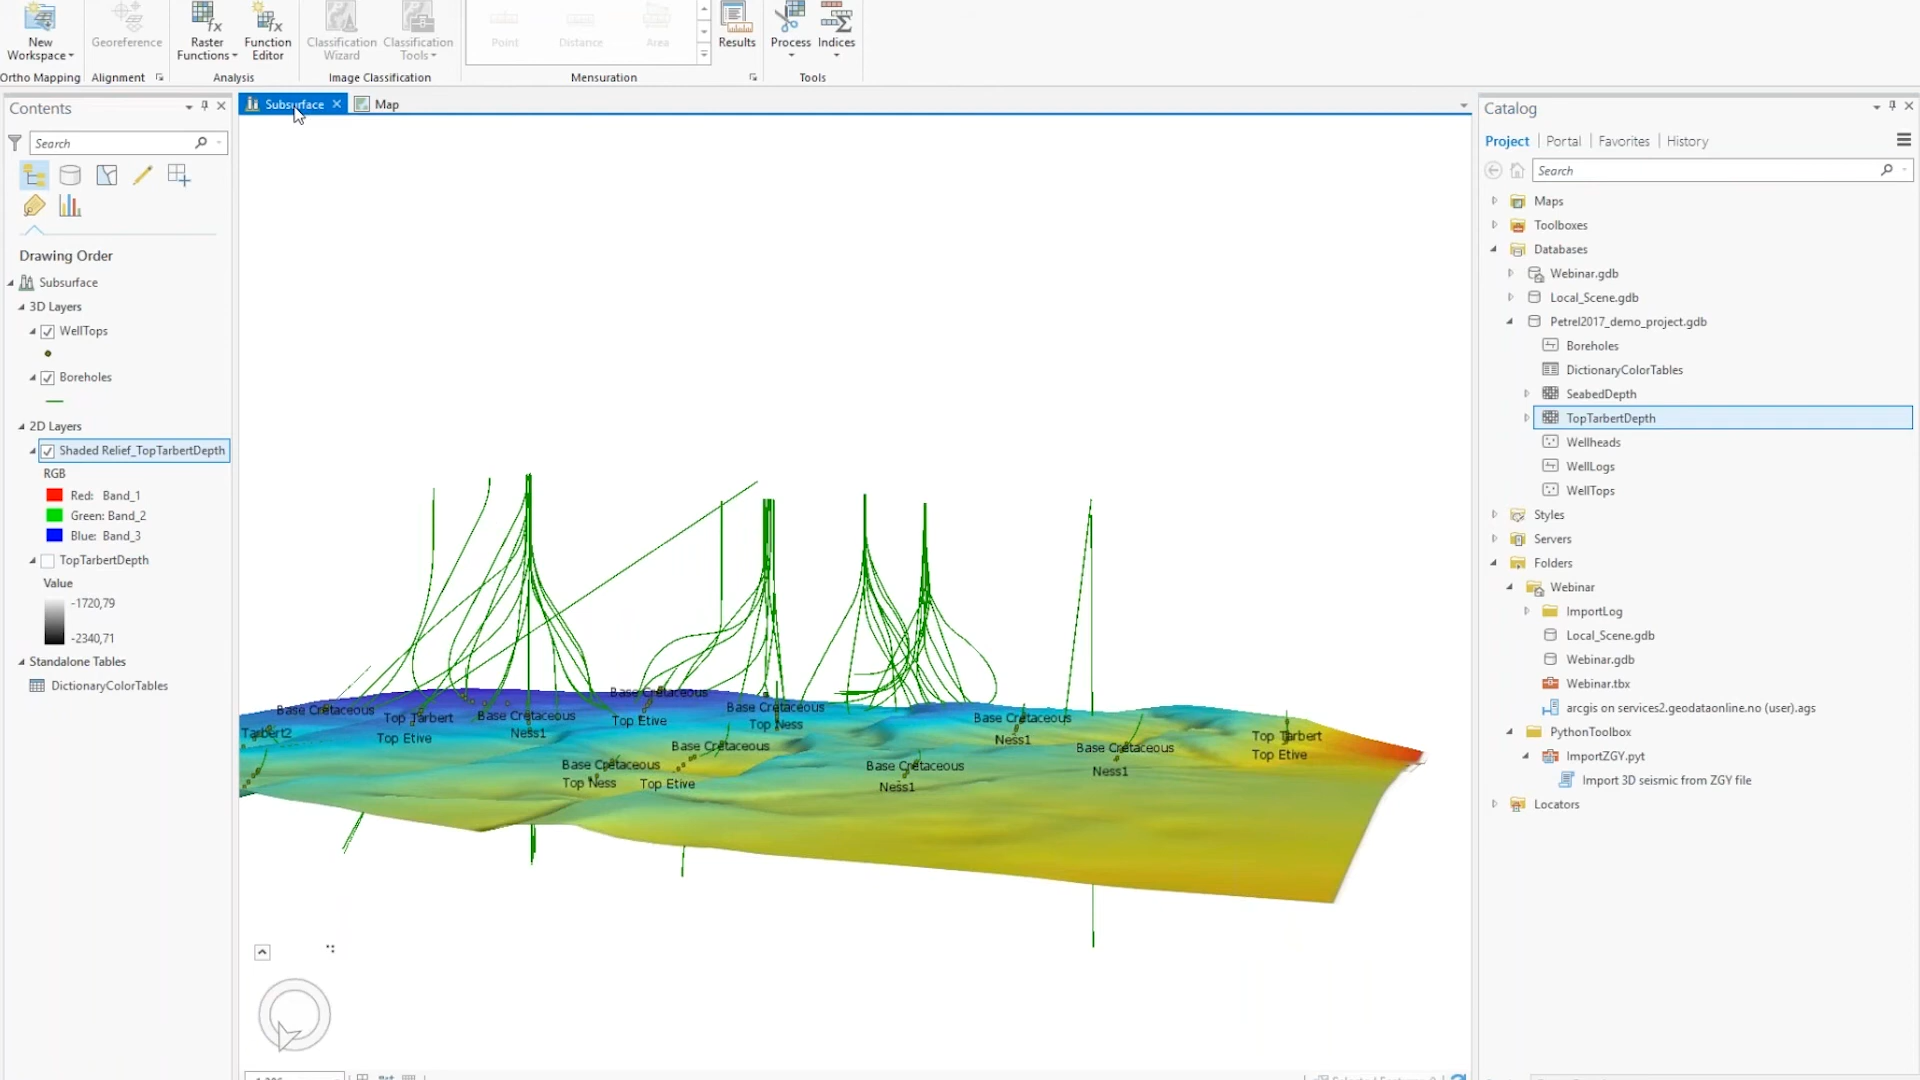 New
Workspace
Georeference
Raster
Functions
Function
Editor
Classification
Wizard
Classification
Tools
Point
Distance
Area
Results
Process
Indices
Ortho Mapping
Alignment
Analysis
Image Classification
Mensuration
Tools
Contents
Search
Drawing Order
Subsurface
3D Layers
WellTops
Boreholes
2D Layers
Shaded Relief_TopTarbertDepth
RGB
Red: Band_1
Green: Band_2
Blue: Band_3
TopTarbertDepth
Value
-1720,79
-2340,71
Standalone Tables
DictionaryColorTables
Subsurface
Map
Base Cretaceous
Base Cretaceous
Top Tarbert
Base Cretaceous
Top Etive
Base Cretaceous
Top Ness
Tarbert2
Top Etive
Ness1
Base Cretaceous
Base Cretaceous
Top Ness
Top Etive
Base Cretaceous
Ness1
Base Cretaceous
Ness1
Base Cretaceous
Ness1
Top Tarbert
Top Etive
Catalog
Project
Portal
Favorites
History
Search
Maps
Toolboxes
Databases
Webinar.gdb
Local_Scene.gdb
Petrel2017_demo_project.gdb
Boreholes
DictionaryColorTables
SeabedDepth
TopTarbertDepth
Wellheads
WellLogs
WellTops
Styles
Servers
Folders
Webinar
ImportLog
Local_Scene.gdb
Webinar.gdb
Webinar.tbx
arcgis on services2.geodataonline.no (user).ags
PythonToolbox
ImportZGY.pyt
Import 3D seismic from ZGY file
Locators